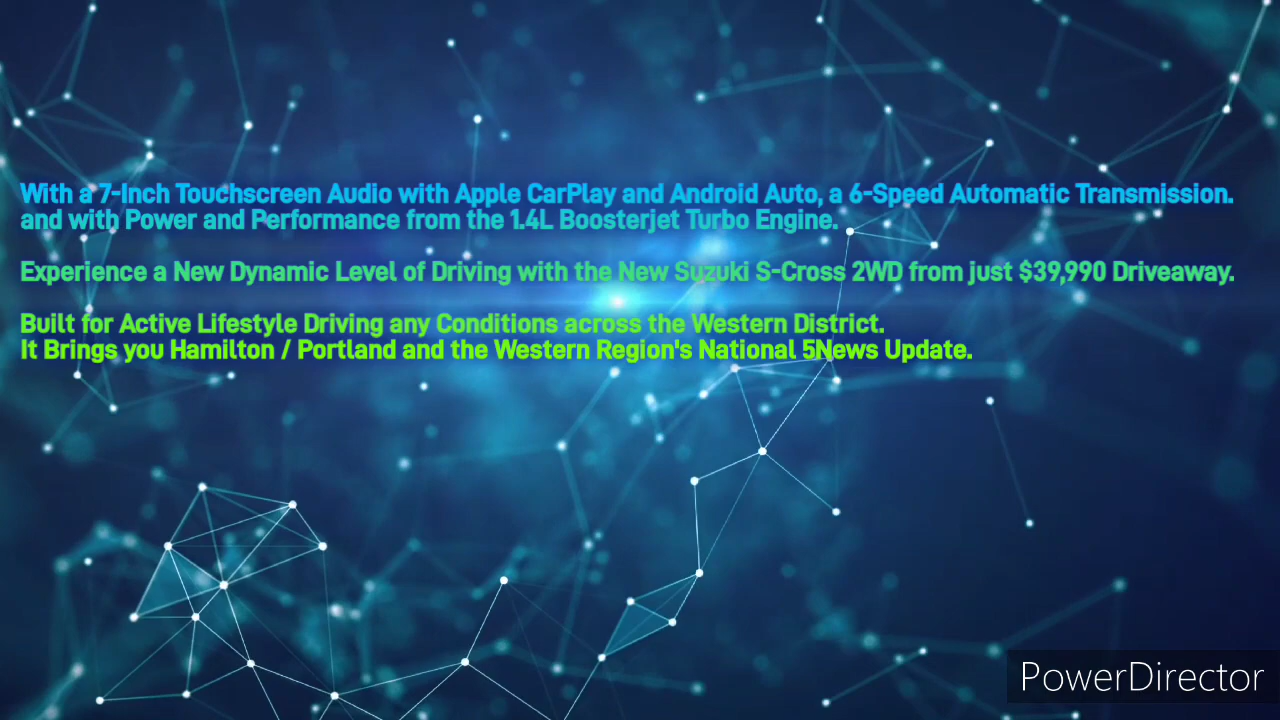 With a 7-Inch Touchscreen Audio with Apple CarPlay and Android Auto, a 6-Speed Automatic Transmission.
and with Power and Performance from the 1.4L Boosterjet Turbo Engine.
Experience a New Dynamic Level of Driving with the New Suzuki S-Cross 2WD from just $39,990 Driveaway.
Built for Active Lifestyle Driving any Conditions across the Western District.
It Brings you Hamilton / Portland and the Western Region's National 5News Update.
PowerDirector